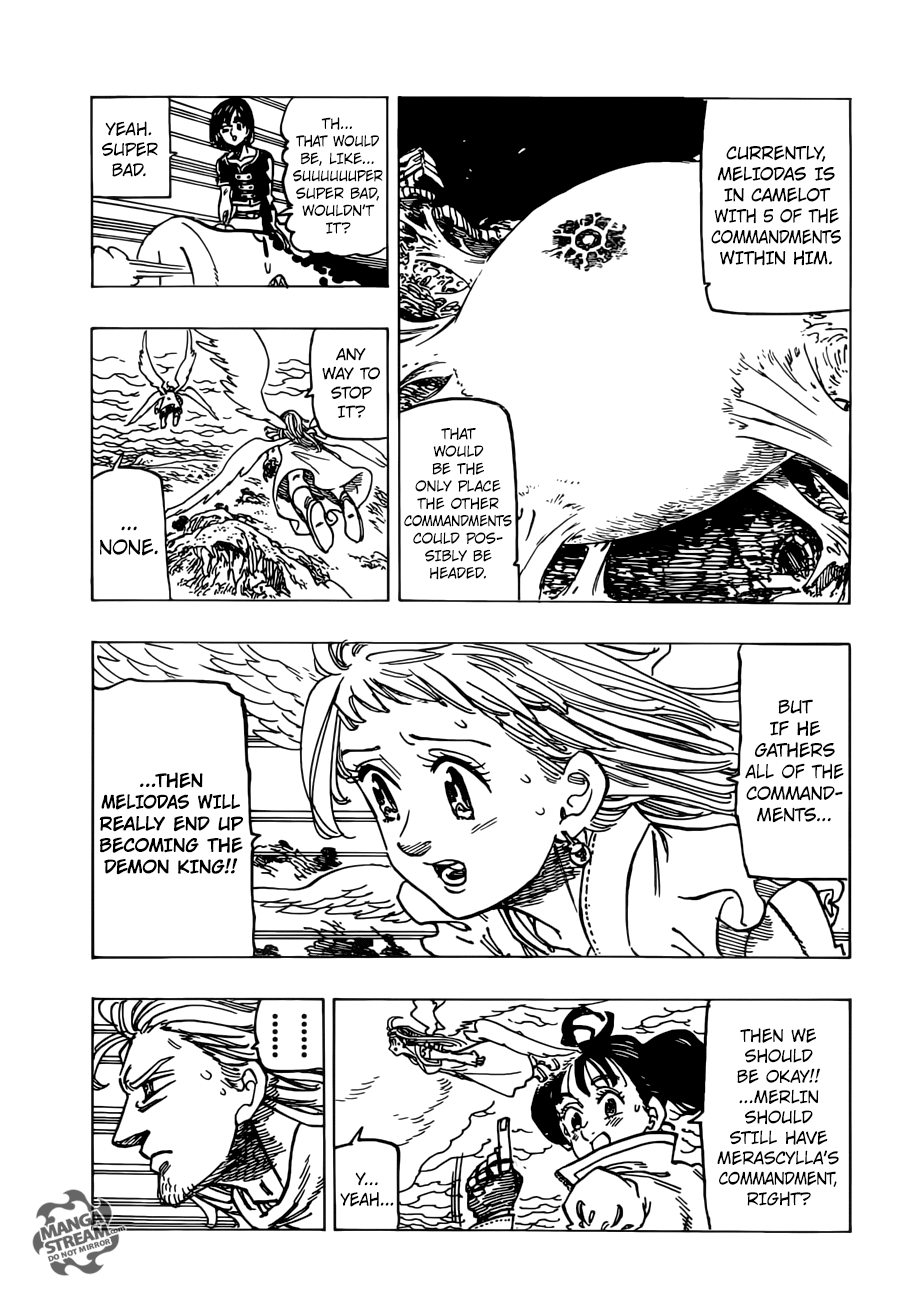 CURRENTLY,
MELIODAS IS
IN CAMELOT
WITH 5 OF THE
COMMANDMENTS
WITHIN HIM.
THAT
WOULD
BE THE
ONLY PLACE
THE OTHER
COMMANDMENTS
COULD POS-
SIBLY BE
HEADED.
TH...
THAT WOULD
BE, LIKE...
SUUUUUUPER
SUPER BAD,
WOULDN'T
IT?
YEAH.
SUPER
BAD.
ANY
WAY TO
STOP
IT?
...
NONE.
BUT
IF HE
GATHERS
ALL OF THE
COMMAND-
MENTS...
...THEN
MELIODAS WILL
REALLY END UP
BECOMING THE
DEMON KING!!
THEN WE
SHOULD
BE OKAY!!
...MERLIN
SHOULD
STILL HAVE
MERASCYLLA'S
COMMANDMENT,
RIGHT?
Y...
YEAH...
......
MANGA
STREAM.com
DO NOT MIRROR